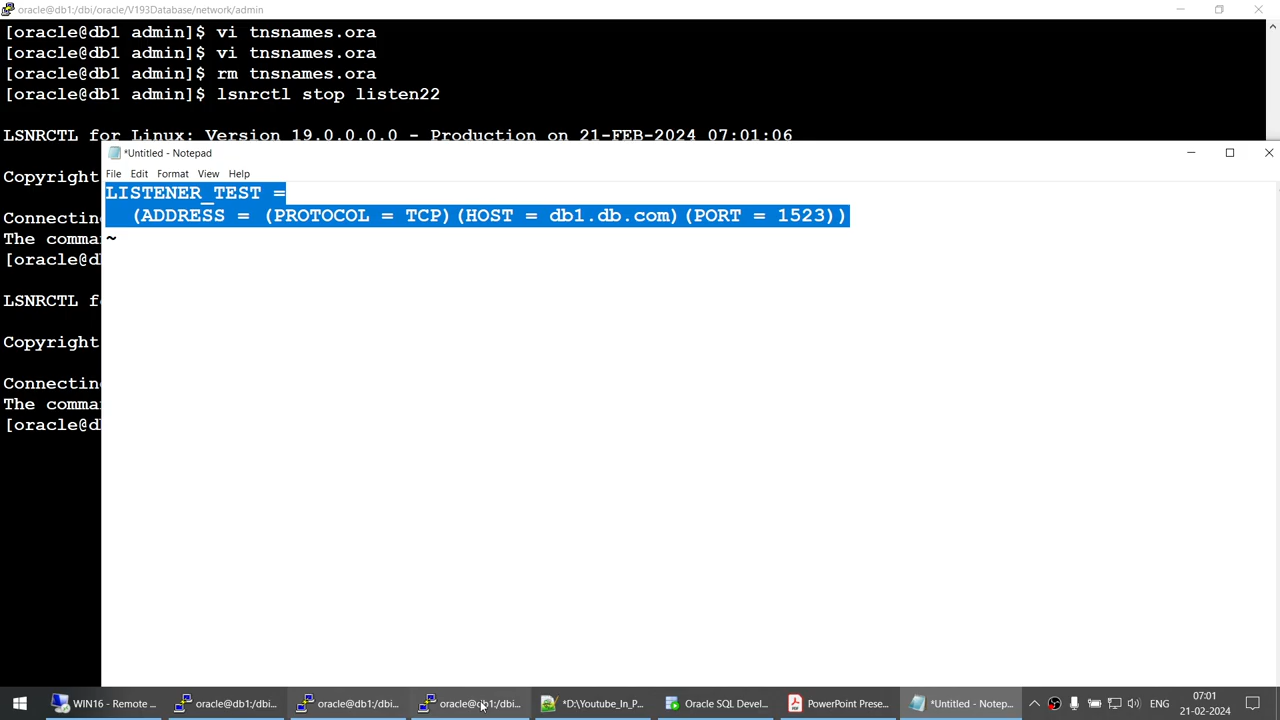 oracle@db1:/dbi/oracle/V193Database/network/admin
[oracle@db1 admin]$ vi tnsnames.ora
[oracle@db1 admin]$ vi tnsnames.ora
[oracle@db1 admin]$ rm tnsnames.ora
[oracle@db1 admin]$ lsnrctl stop listen22
LSNRCTL for Linux: Version 19.0.0.0.0 - Production on 21-FEB-2024 07:01:06
*Untitled - Notepad
File Edit Format View Help
Copyright
LISTENER_TEST =
(ADDRESS = (PROTOCOL = TCP)(HOST = db1.db.com)(PORT = 1523))
~
Connecting
The comma
[oracle@d
LSNRCTL f
Copyright
Connecting
The comma
[oracle@d
WIN16 - Remote ...
oracle@db1:/dbi...
oracle@db1:/dbi...
oracle@db1:/dbi...
*D:\Youtube_In_P...
Oracle SQL Devel...
PowerPoint Prese...
*Untitled - Notep...
ENG
07:01
21-02-2024